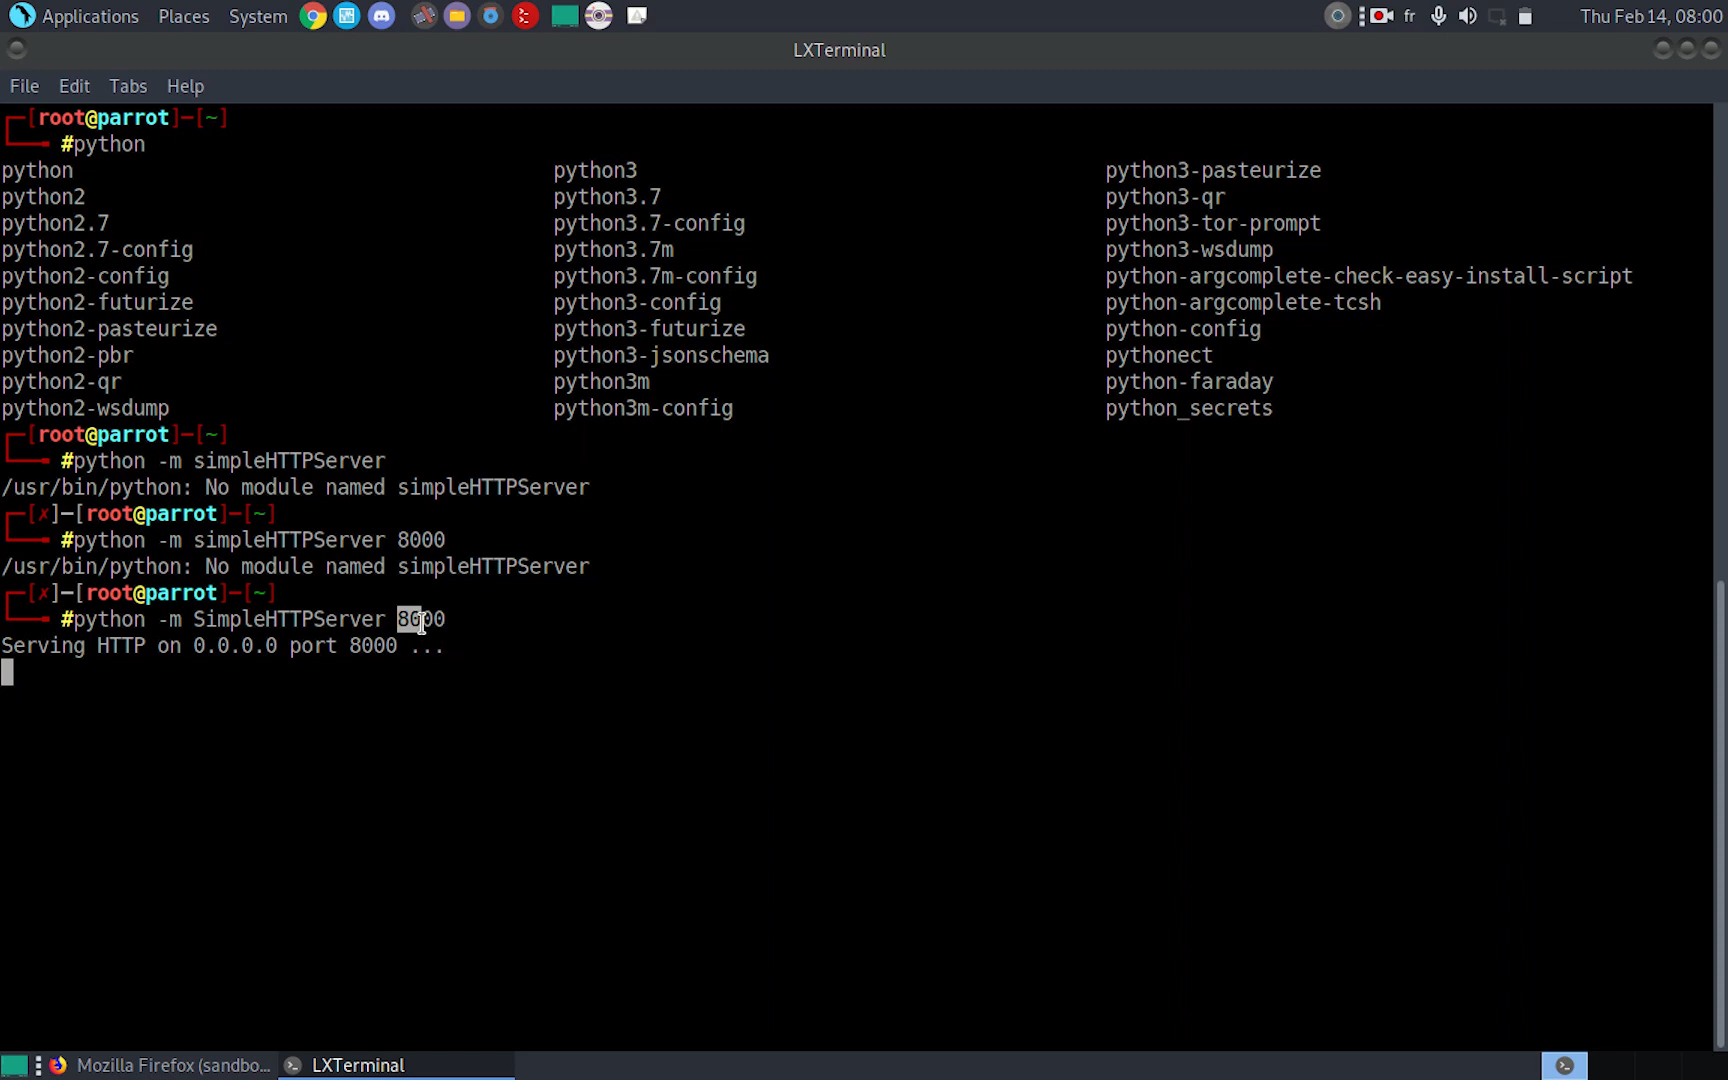 Applications Places System fr Thu Feb 14, 08:00
LXTerminal
File Edit Tabs Help
[root@parrot]-[~]
#python
python python3 python3-pasteurize
python2 python3.7 python3-qr
python2.7 python3.7-config python3-tor-prompt
python2.7-config python3.7m python3-wsdump
python2-config python3.7m-config python-argcomplete-check-easy-install-script
python2-futurize python3-config python-argcomplete-tcsh
python2-pasteurize python3-futurize python-config
python2-pbr python3-jsonschema pythonect
python2-qr python3m python-faraday
python2-wsdump python3m-config python_secrets
[root@parrot]-[~]
#python -m simpleHTTPServer
/usr/bin/python: No module named simpleHTTPServer
[✗]-[root@parrot]-[~]
#python -m simpleHTTPServer 8000
/usr/bin/python: No module named simpleHTTPServer
[✗]-[root@parrot]-[~]
#python -m SimpleHTTPServer 8000
Serving HTTP on 0.0.0.0 port 8000 ...
Mozilla Firefox (sandbo... LXTerminal